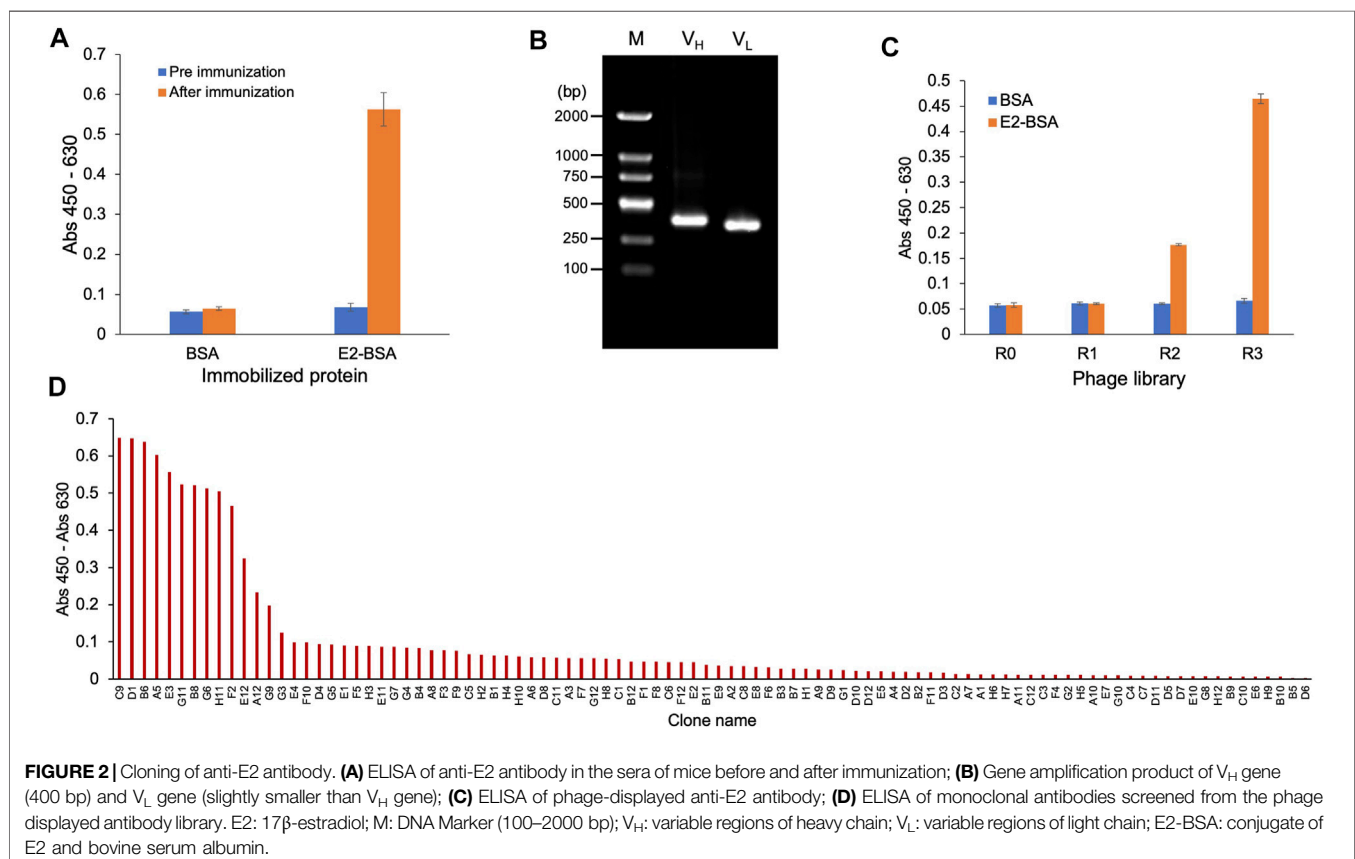 A
0.7
0.6
0.5
0.4
0.3
0.2
0.1
0
Abs 450 - 630
Pre immunization
After immunization
BSA E2-BSA
Immobilized protein
B
M VH VL
(bp)
2000
1000
750
500
250
100
C
0.5
0.45
0.4
0.35
0.3
0.25
0.2
0.15
0.1
0.05
0
Abs 450 - 630
BSA
E2-BSA
R0 R1 R2 R3
Phage library
D
0.7
0.6
0.5
0.4
0.3
0.2
0.1
0
Abs 450 - Abs 630
C9 D1 B6 A5 E3 G11 B8 G6 H11 F2 E12 A12 G9 G3 E4 F10 D4 G5 E1 F5 H3 E11 G7 G4 B4 A8 F3 F9 C5 H2 B1 H4 H10 A6 D8 C11 A3 F7 G12 H8 C1 B12 F1 F8 C6 F12 E2 B11 E9 A2 C8 E8 F6 B3 B7 H1 A9 D9 G1 D10 D12 E5 A4 D2 B2 F11 D3 C2 A7 A1 H6 H7 A11 C12 C3 F4 G2 H5 A10 E7 G10 C4 C7 D11 D5 D7 E10 G8 H12 B9 C10 E6 H9 B10 B5 D6
Clone name
FIGURE 2 | Cloning of anti-E2 antibody. (A) ELISA of anti-E2 antibody in the sera of mice before and after immunization; (B) Gene amplification product of VH gene
(400 bp) and VL gene (slightly smaller than VH gene); (C) ELISA of phage-displayed anti-E2 antibody; (D) ELISA of monoclonal antibodies screened from the phage
displayed antibody library. E2: 17β-estradiol; M: DNA Marker (100–2000 bp); VH: variable regions of heavy chain; VL: variable regions of light chain; E2-BSA: conjugate of
E2 and bovine serum albumin.